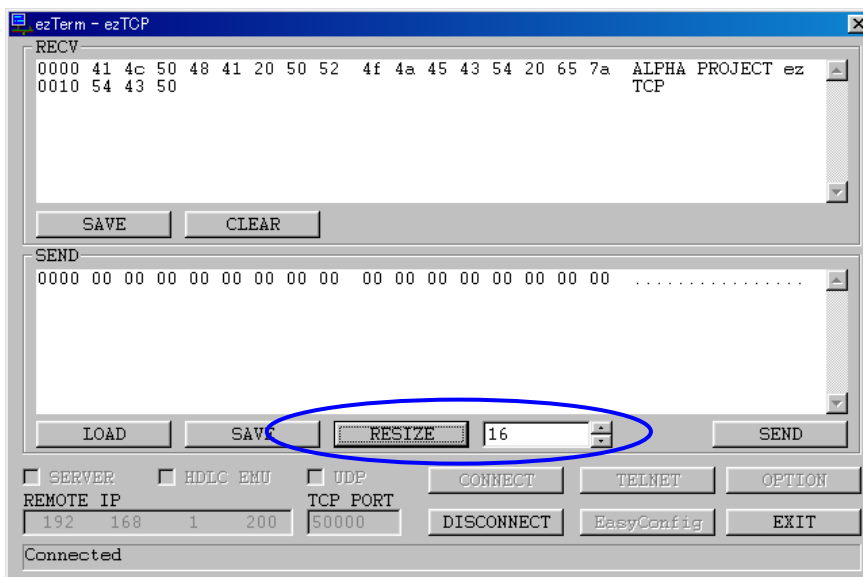 ezTerm - ezTCP
RECV
0000 41 4c 50 48 41 20 50 52 4f 4a 45 43 54 20 65 7a ALPHA PROJECT ez
0010 54 43 50 TCP
SAVE CLEAR
SEND
0000 00 00 00 00 00 00 00 00 00 00 00 00 00 00 00 00 ................
LOAD SAVE RESIZE 16 SEND
SERVER HDLC EMU UDP CONNECT TELNET OPTION
REMOTE IP TCP PORT
192 168 1 200 50000 DISCONNECT EasyConfig EXIT
Connected